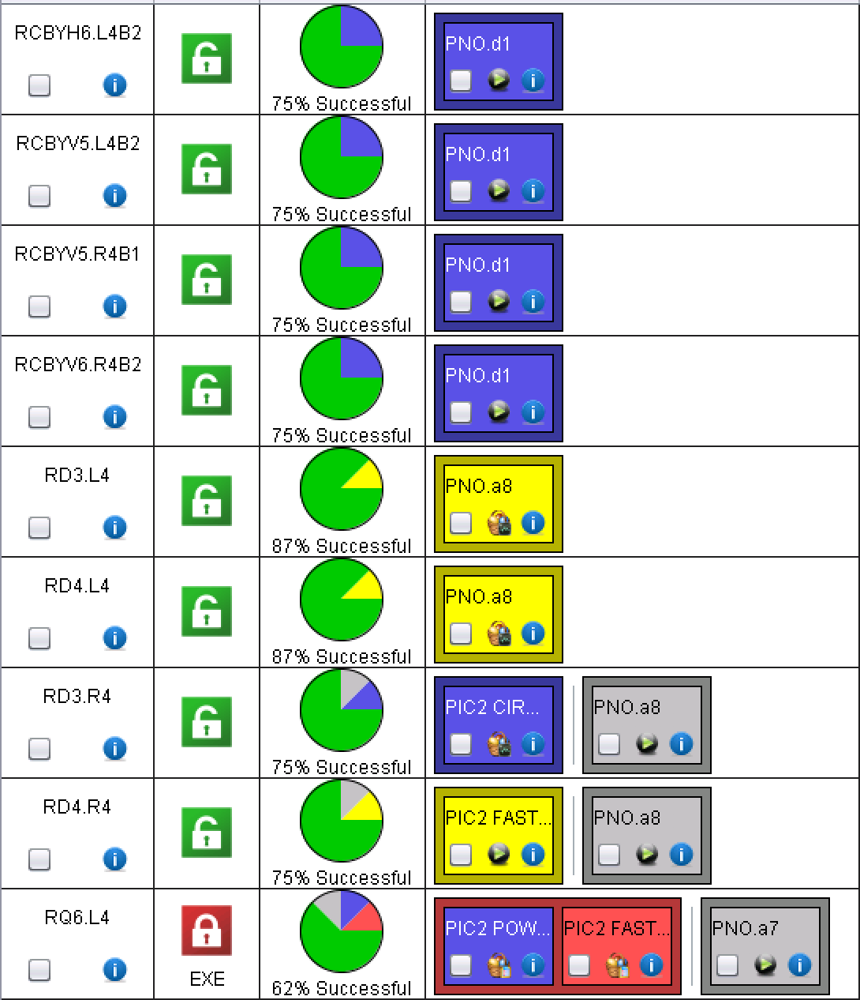 RCBYH6.L4B2
75% Successful
PNO.d1
RCBYV5.L4B2
75% Successful
PNO.d1
RCBYV5.R4B1
75% Successful
PNO.d1
RCBYV6.R4B2
75% Successful
PNO.d1
RD3.L4
87% Successful
PNO.a8
RD4.L4
87% Successful
PNO.a8
RD3.R4
75% Successful
PIC2 CIR...
PNO.a8
RD4.R4
75% Successful
PIC2 FAST...
PNO.a8
RQ6.L4
EXE
62% Successful
PIC2 POW...
PIC2 FAST...
PNO.a7